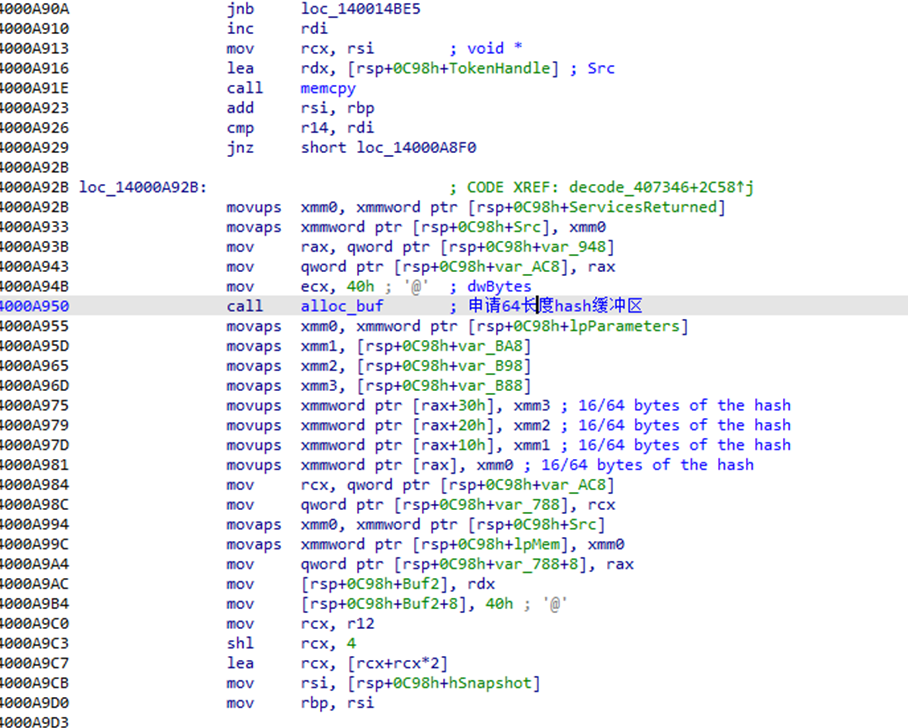 4000A90A jnb loc_140014BE5
4000A910 inc rdi
4000A913 mov rcx, rsi ; void *
4000A916 lea rdx, [rsp+0C98h+TokenHandle] ; Src
4000A91E call memcpy
4000A923 add rsi, rbp
4000A926 cmp r14, rdi
4000A929 jnz short loc_14000A8F0
4000A92B
4000A92B loc_14000A92B: ; CODE XREF: decode_407346+2C58↑j
4000A92B movups xmm0, xmmword ptr [rsp+0C98h+ServicesReturned]
4000A933 movaps xmmword ptr [rsp+0C98h+Src], xmm0
4000A93B mov rax, qword ptr [rsp+0C98h+var_948]
4000A943 mov qword ptr [rsp+0C98h+var_AC8], rax
4000A94B mov ecx, 40h ; '@' ; dwBytes
4000A950 call alloc_buf ; 申请64长度hash缓冲区
4000A955 movaps xmm0, xmmword ptr [rsp+0C98h+lpParameters]
4000A95D movaps xmm1, [rsp+0C98h+var_BA8]
4000A965 movaps xmm2, [rsp+0C98h+var_B98]
4000A96D movaps xmm3, [rsp+0C98h+var_B88]
4000A975 movups xmmword ptr [rax+30h], xmm3 ; 16/64 bytes of the hash
4000A979 movups xmmword ptr [rax+20h], xmm2 ; 16/64 bytes of the hash
4000A97D movups xmmword ptr [rax+10h], xmm1 ; 16/64 bytes of the hash
4000A981 movups xmmword ptr [rax], xmm0 ; 16/64 bytes of the hash
4000A984 mov rcx, qword ptr [rsp+0C98h+var_AC8]
4000A98C mov qword ptr [rsp+0C98h+var_788], rcx
4000A994 movaps xmm0, xmmword ptr [rsp+0C98h+Src]
4000A99C movaps xmmword ptr [rsp+0C98h+lpMem], xmm0
4000A9A4 mov qword ptr [rsp+0C98h+var_788+8], rax
4000A9AC mov [rsp+0C98h+Buf2], rdx
4000A9B4 mov [rsp+0C98h+Buf2+8], 40h ; '@'
4000A9C0 mov rcx, r12
4000A9C3 shl rcx, 4
4000A9C7 lea rcx, [rcx+rcx*2]
4000A9CB mov rsi, [rsp+0C98h+hSnapshot]
4000A9D0 mov rbp, rsi
4000A9D3